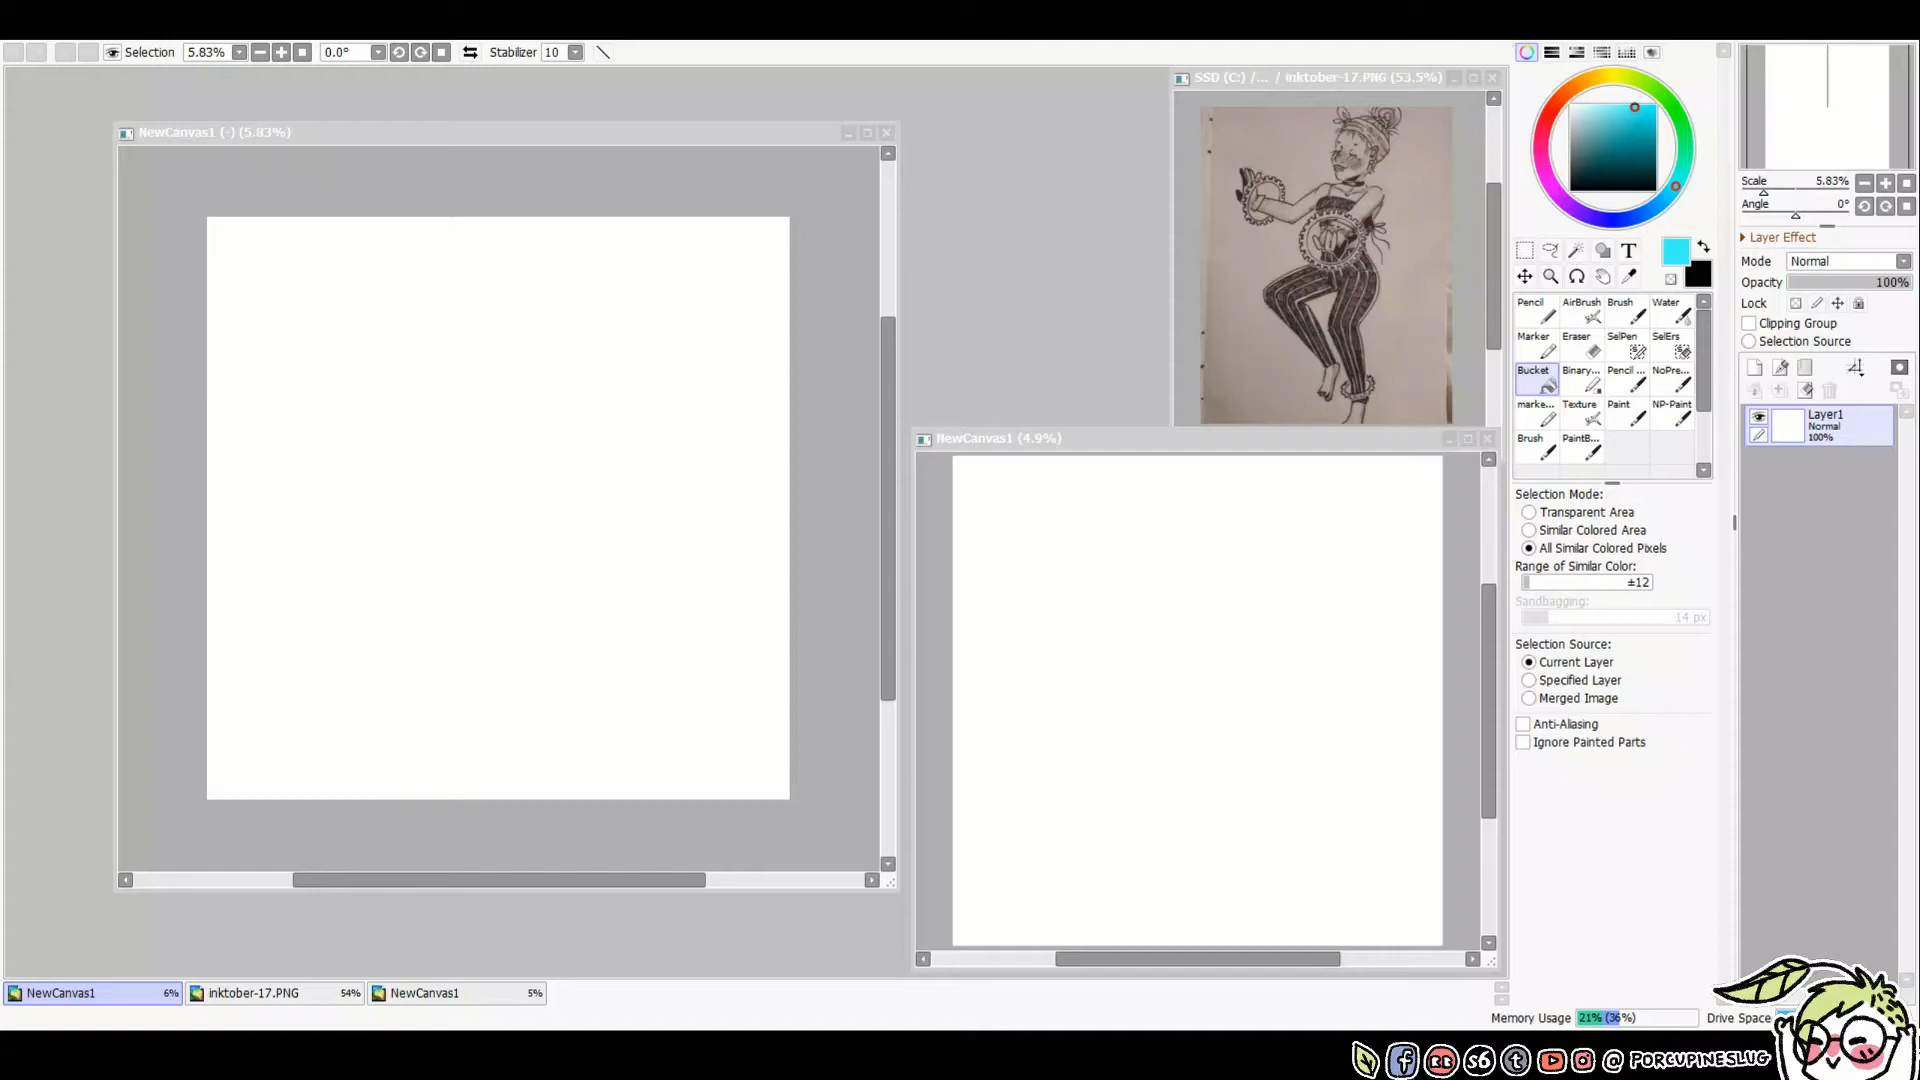 Selection 5.83% 0.0° Stabilizer 10
NewCanvas1 (-) (5.83%)
SSD (C:) /... / inktober-17.PNG (53.5%)
NewCanvas1 (4.9%)
Scale 5.83%
Angle 0°
Layer Effect
Mode Normal
Opacity 100%
Lock
Clipping Group
Selection Source
Layer1
Normal
100%
T
Pencil AirBrush Brush Water
Marker Eraser SelPen SelErs
Bucket Binary... Pencil ... NoPre...
marke... Texture Paint NP-Paint
Brush PaintB...
Selection Mode:
Transparent Area
Similar Colored Area
All Similar Colored Pixels
Range of Similar Color:
±12
Sandbagging:
14 px
Selection Source:
Current Layer
Specified Layer
Merged Image
Anti-Aliasing
Ignore Painted Parts
NewCanvas1 6% inktober-17.PNG 54% NewCanvas1 5%
Memory Usage 21% (36%) Drive Space
f s6 t @ PORCUPINESLUG